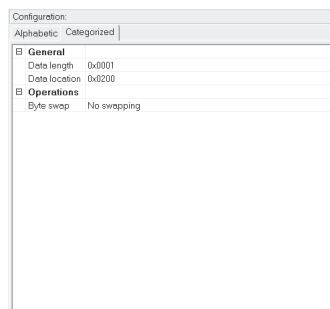 Configuration:
Alphabetic Categorized
General
Data length 0x0001
Data location 0x0200
Operations
Byte swap No swapping